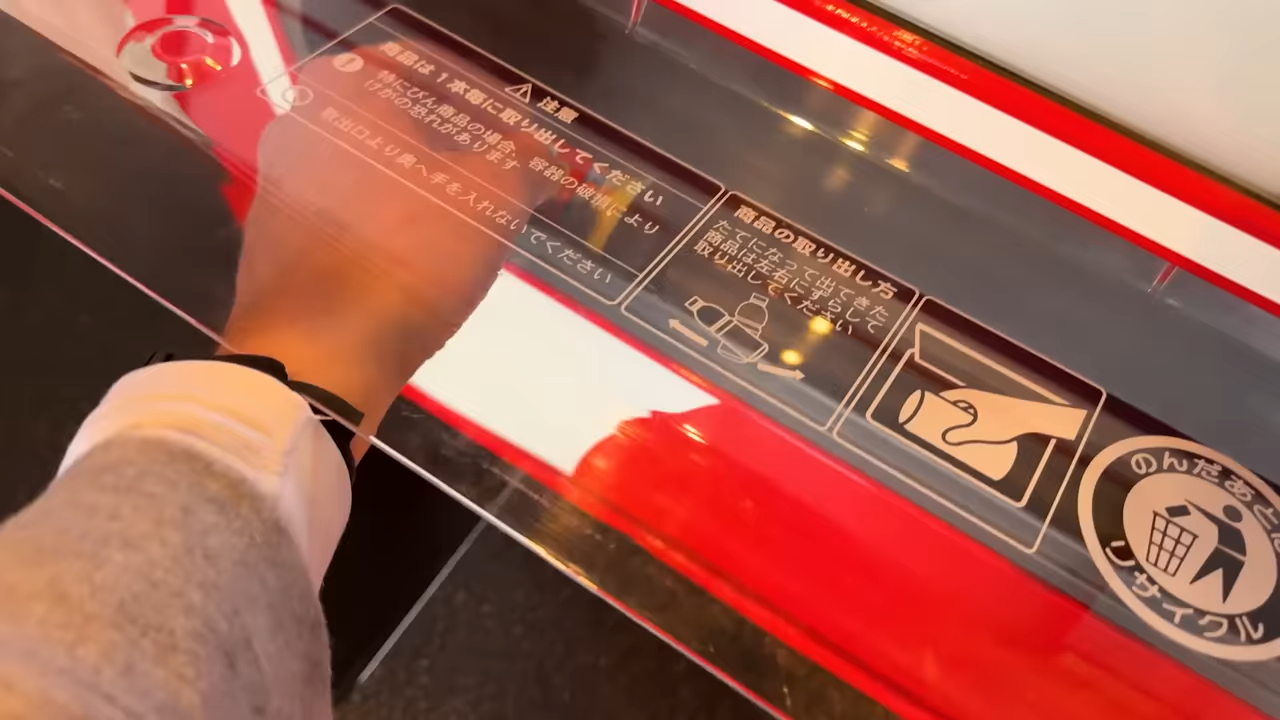 注意
商品は1本毎に取り出してください
特にびん商品の場合、容器の破損により
けがの恐れがあります
取出口より奥へ手を入れないでください
商品の取り出し方
たてになって出てきた
商品は左右にずらして
取り出してください
のんだあとは
リサイクル